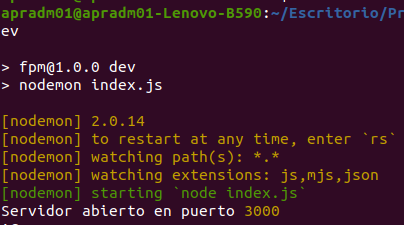 apradm01@apradm01-Lenovo-B590:~/Escritorio/Pr
ev

> fpm@1.0.0 dev
> nodemon index.js

[nodemon] 2.0.14
[nodemon] to restart at any time, enter `rs`
[nodemon] watching path(s): *.*
[nodemon] watching extensions: js,mjs,json
[nodemon] starting `node index.js`
Servidor abierto en puerto 3000